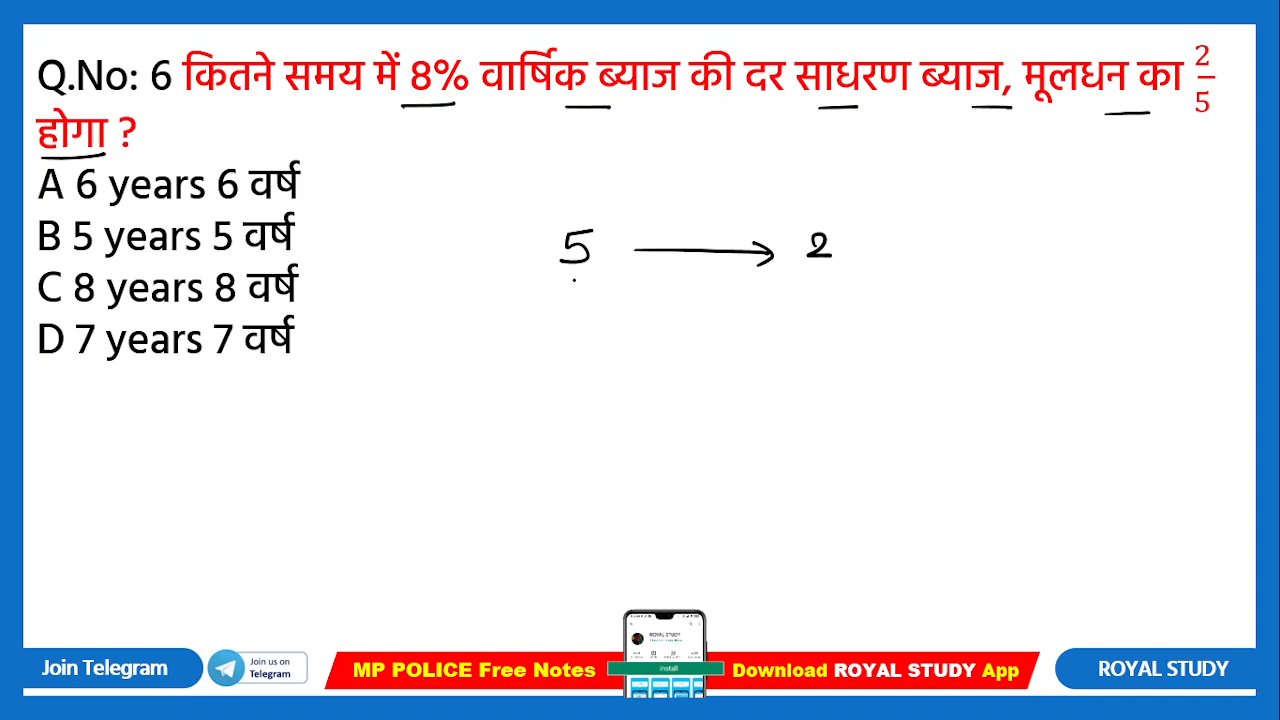 Q.No: 6 कितने समय में 8% वार्षिक ब्याज की दर साधरण ब्याज, मूलधन का 2/5
होगा ?
A 6 years 6 वर्ष
B 5 years 5 वर्ष
C 8 years 8 वर्ष
D 7 years 7 वर्ष
5 → 2
ROYAL STUDY
Install
Join Telegram
Join us on
Telegram
MP POLICE Free Notes
Download ROYAL STUDY App
ROYAL STUDY